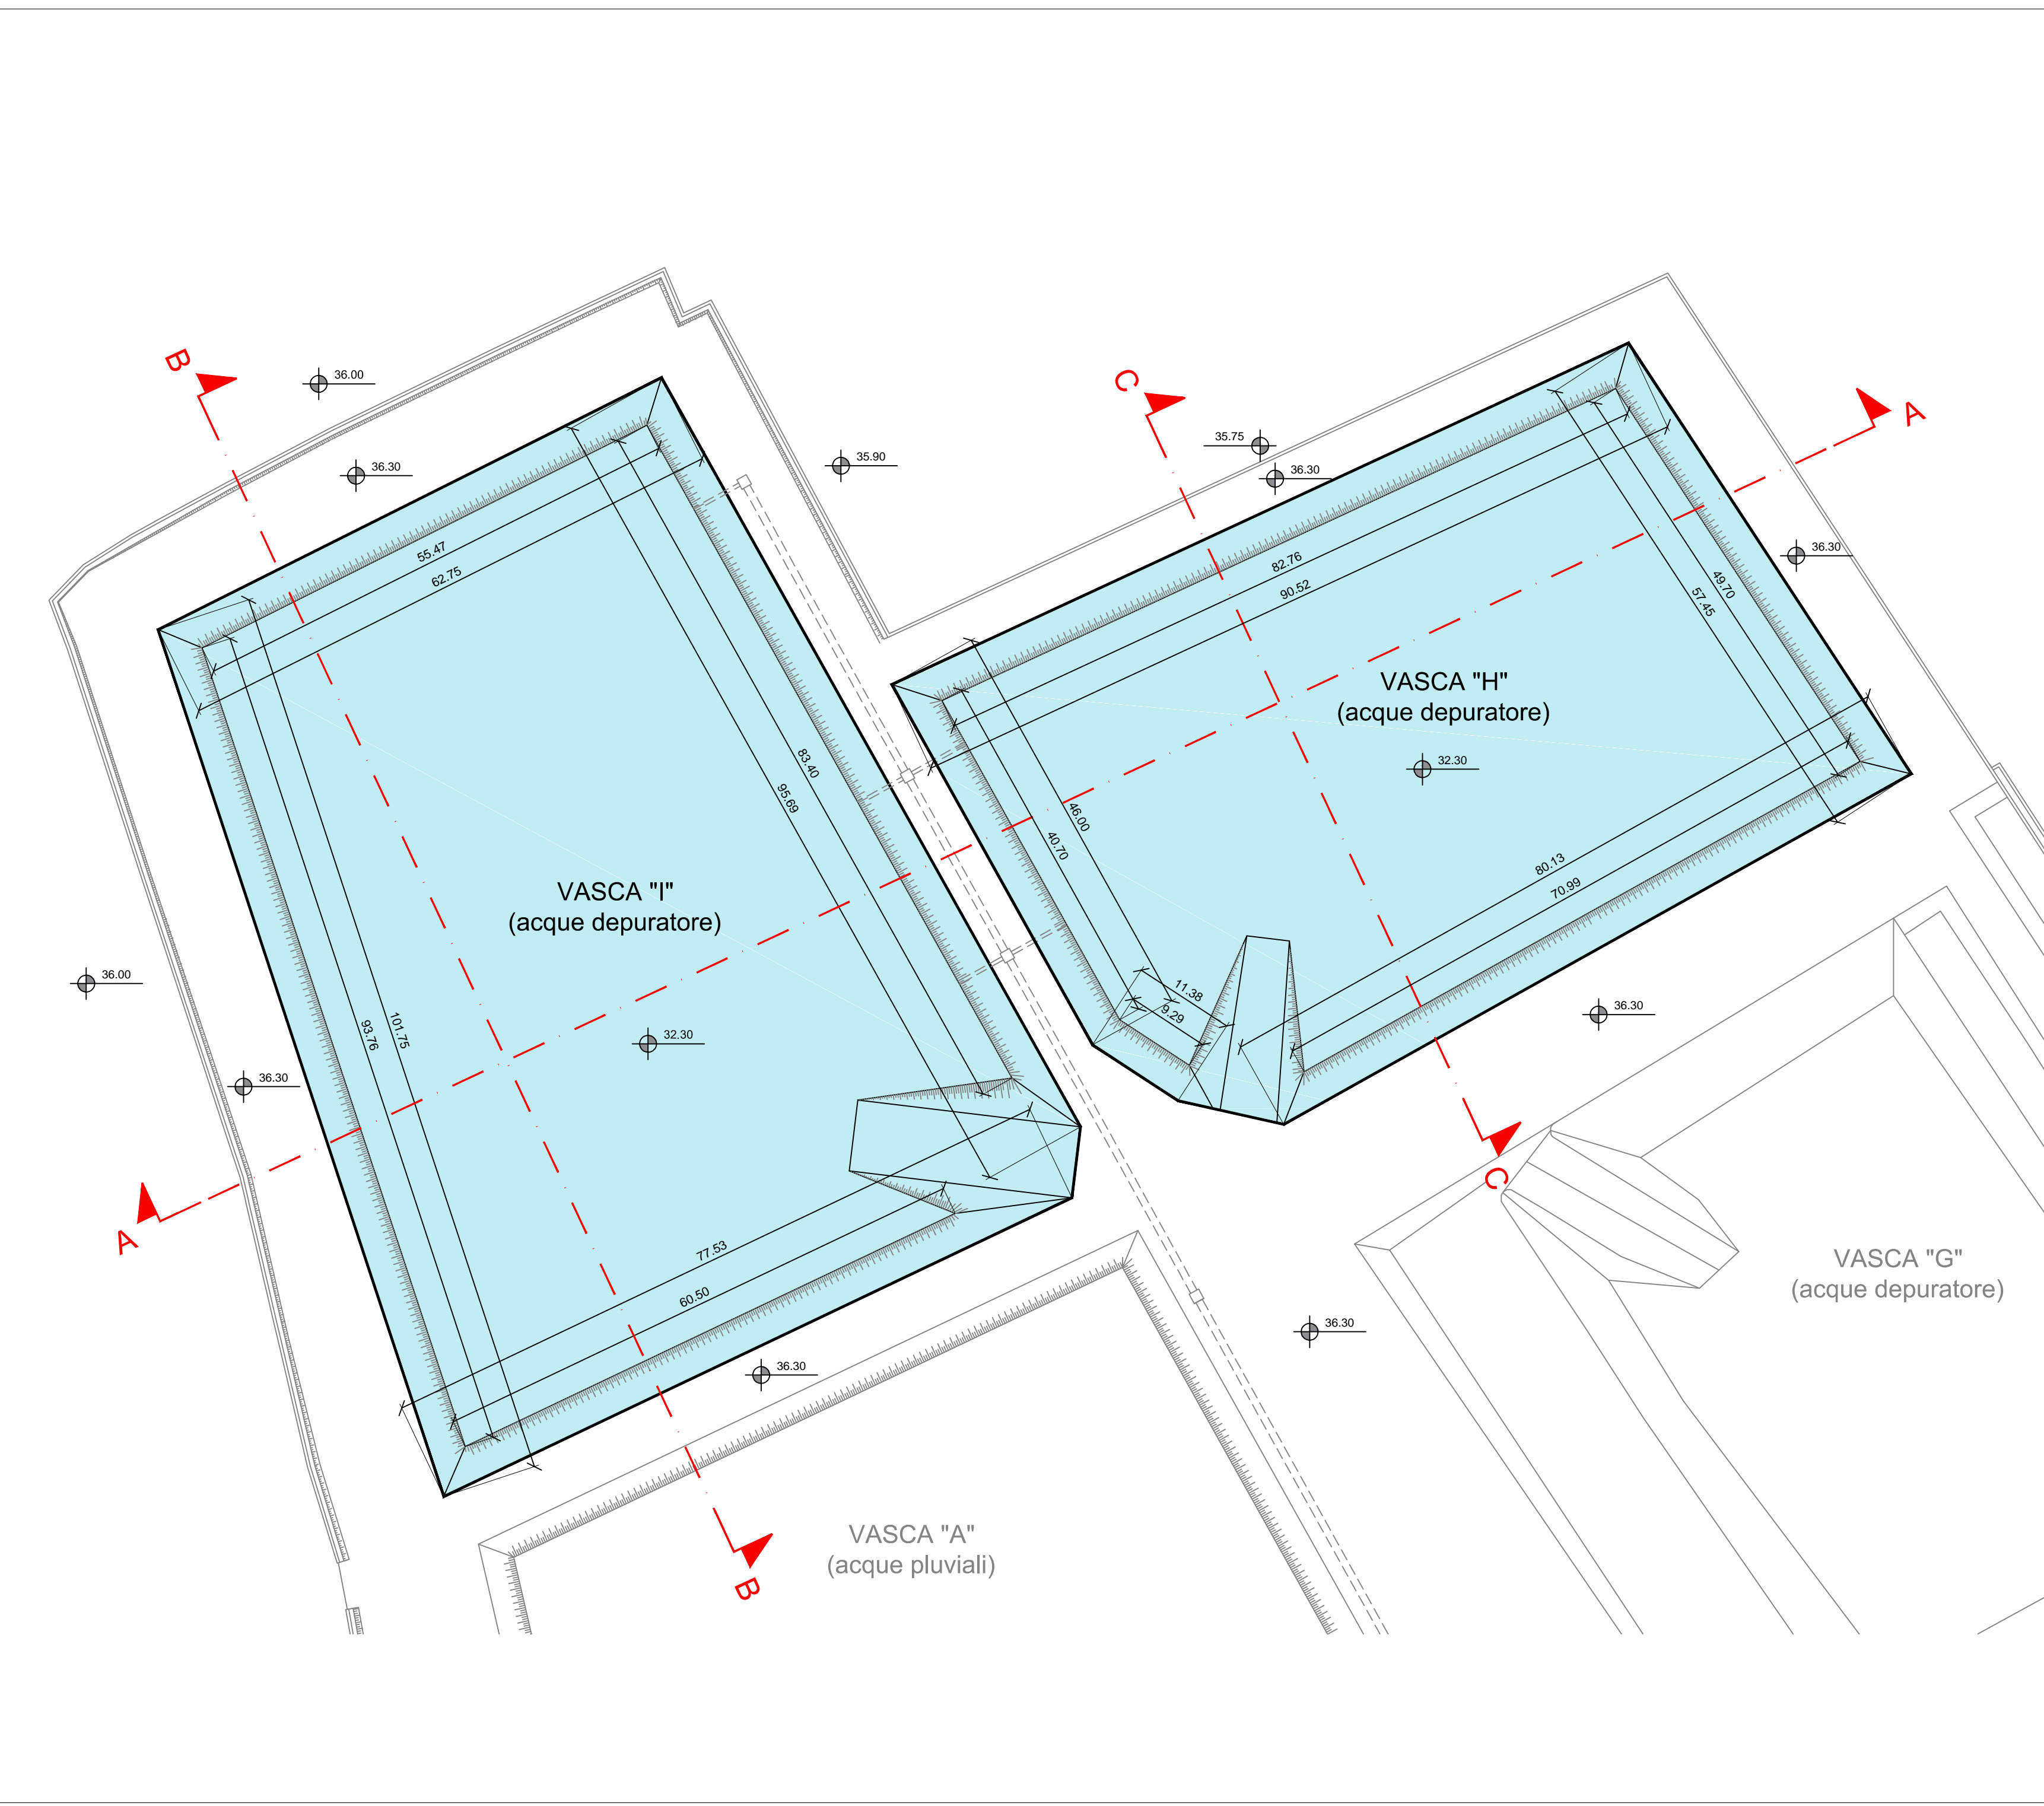 B
36.00
C
A
36.30
35.90
35.75
36.30
36.30
55.47
62.75
82.76
90.52
49.70
57.45
VASCA "H"
(acque depuratore)
32.30
83.40
95.69
46.00
40.70
VASCA "I"
(acque depuratore)
80.13
70.99
36.00
11.38
9.29
36.30
93.76
101.75
32.30
36.30
C
A
77.53
60.50
VASCA "G"
(acque depuratore)
36.30
36.30
VASCA "A"
(acque pluviali)
B